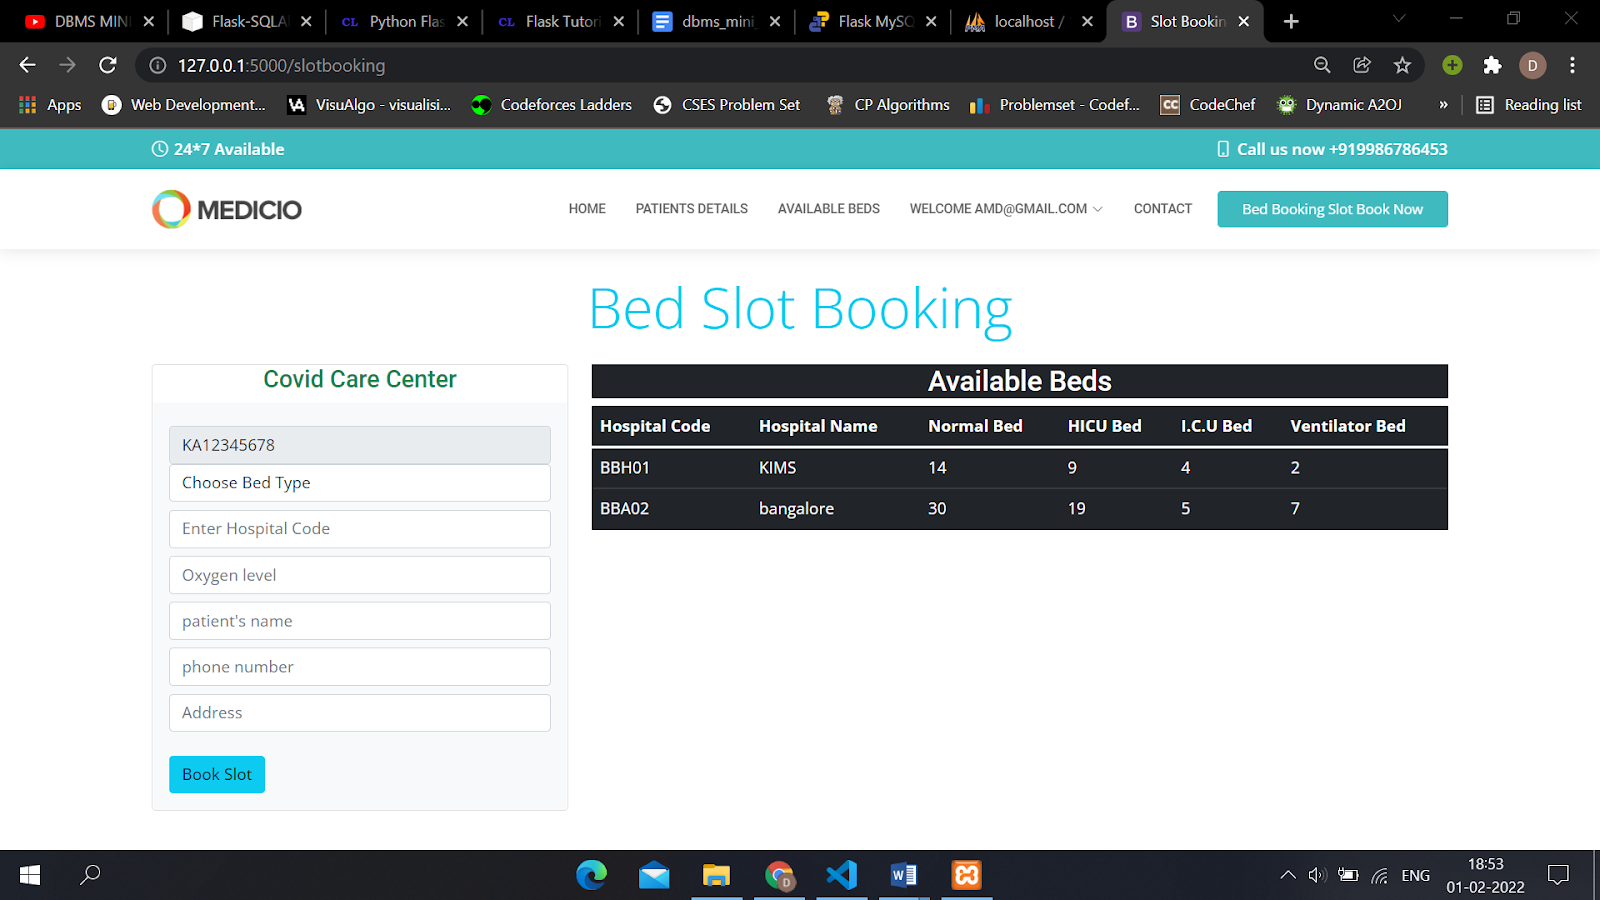 DBMS MIN
Flask-SQLA
CL Python Flas
CL Flask Tutori
dbms_mini_
Flask MySQ
localhost /
B Slot Bookin
127.0.0.1:5000/slotbooking
D
Apps
Web Development...
VisuAlgo - visualisi...
Codeforces Ladders
CSES Problem Set
CP Algorithms
Problemset - Codef...
CC CodeChef
Dynamic A2OJ
»
Reading list
24*7 Available
Call us now +919986786453
MEDICIO
HOME
PATIENTS DETAILS
AVAILABLE BEDS
WELCOME AMD@GMAIL.COM
CONTACT
Bed Booking Slot Book Now
Bed Slot Booking
Covid Care Center
KA12345678
Choose Bed Type
Enter Hospital Code
Oxygen level
patient's name
phone number
Address
Book Slot
Available Beds
Hospital Code Hospital Name Normal Bed HICU Bed I.C.U Bed Ventilator Bed
BBH01 KIMS 14 9 4 2
BBA02 bangalore 30 19 5 7
ENG
18:53
01-02-2022